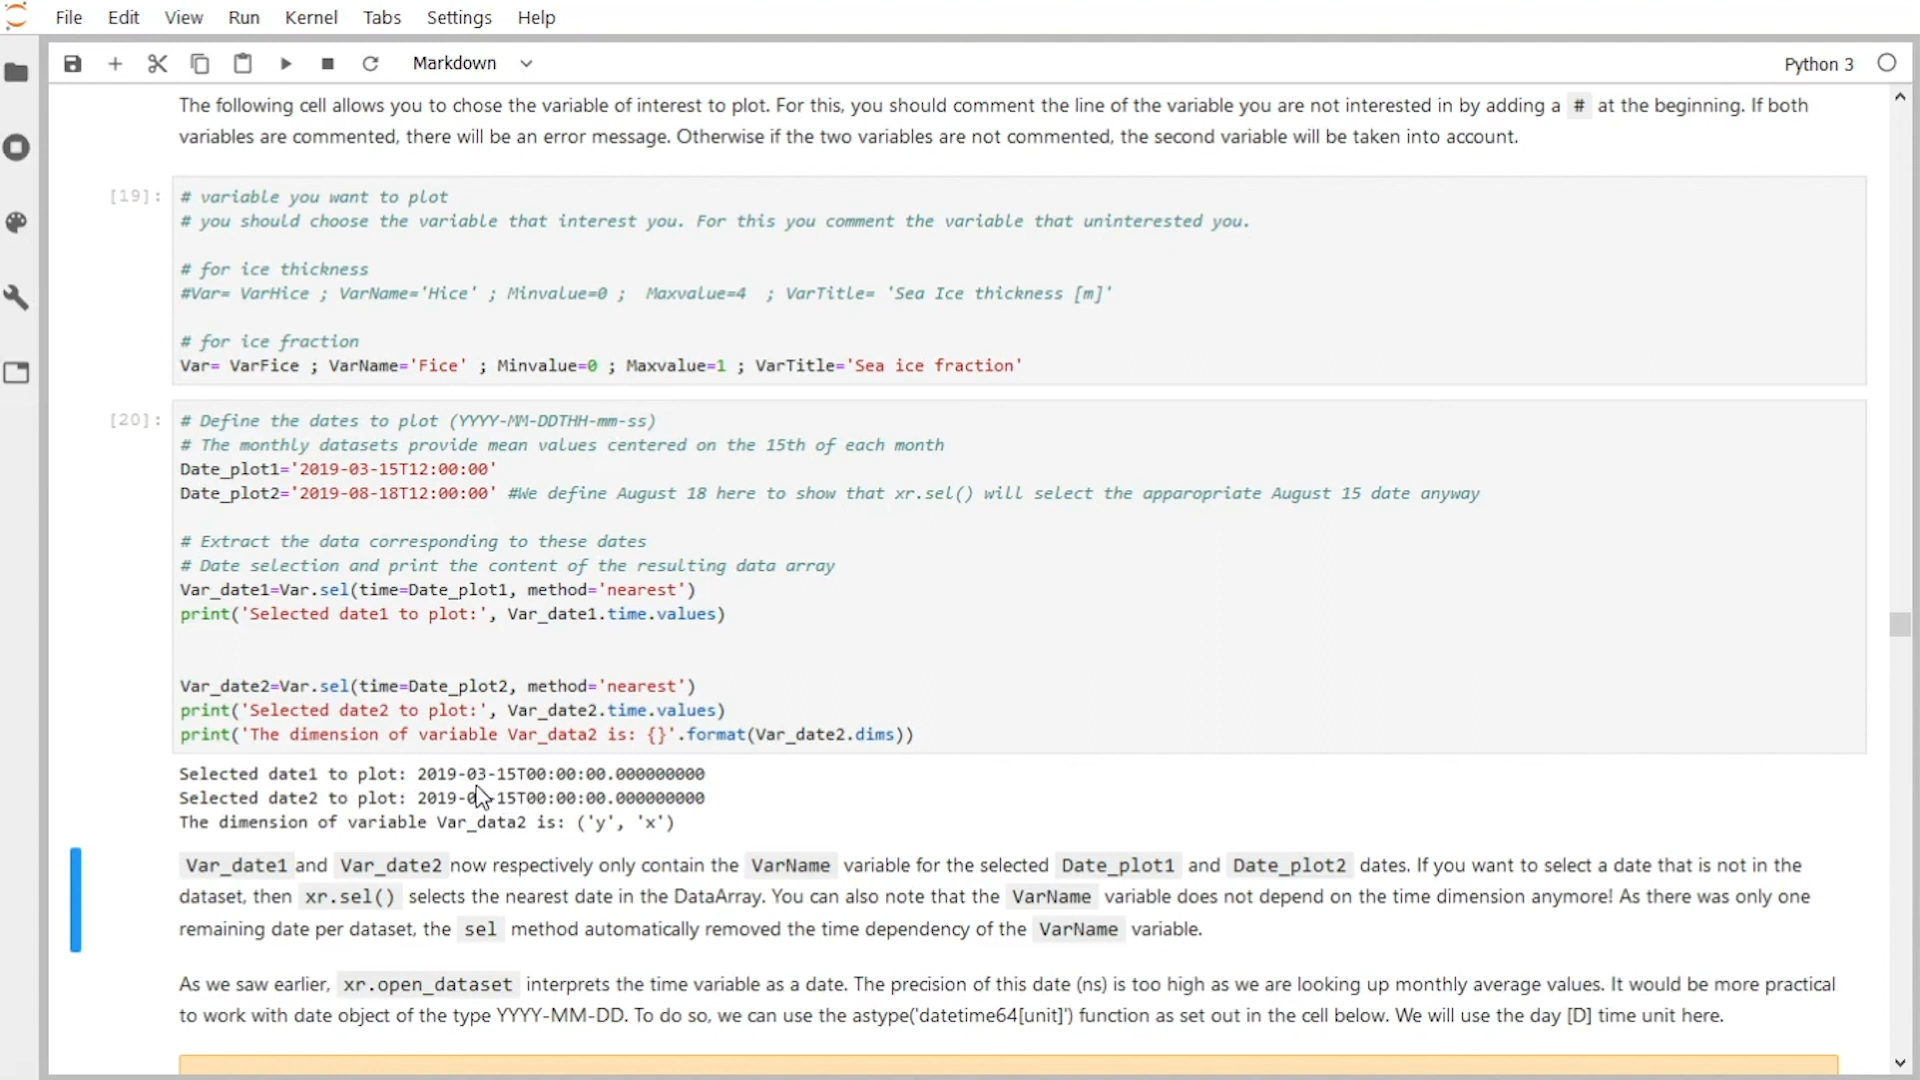 File Edit View Run Kernel Tabs Settings Help
Markdown Python 3
The following cell allows you to chose the variable of interest to plot. For this, you should comment the line of the variable you are not interested in by adding a # at the beginning. If both
variables are commented, there will be an error message. Otherwise if the two variables are not commented, the second variable will be taken into account.
[19]: # variable you want to plot
# you should choose the variable that interest you. For this you comment the variable that uninterested you.
# for ice thickness
#Var= VarHice ; VarName='Hice' ; Minvalue=0 ;  Maxvalue=4  ; VarTitle= 'Sea Ice thickness [m]'
# for ice fraction
Var= VarFice ; VarName='Fice' ; Minvalue=0 ; Maxvalue=1 ; VarTitle='Sea ice fraction'
[20]: # Define the dates to plot (YYYY-MM-DDTHH-mm-ss)
# The monthly datasets provide mean values centered on the 15th of each month
Date_plot1='2019-03-15T12:00:00'
Date_plot2='2019-08-18T12:00:00' #We define August 18 here to show that xr.sel() will select the apparopriate August 15 date anyway
# Extract the data corresponding to these dates
# Date selection and print the content of the resulting data array
Var_date1=Var.sel(time=Date_plot1, method='nearest')
print('Selected date1 to plot:', Var_date1.time.values)
Var_date2=Var.sel(time=Date_plot2, method='nearest')
print('Selected date2 to plot:', Var_date2.time.values)
print('The dimension of variable Var_data2 is: {}'.format(Var_date2.dims))
Selected date1 to plot: 2019-03-15T00:00:00.000000000
Selected date2 to plot:
The dimension of variable Var_data2 is: ('y', 'x')
Var_date1 and Var_date2 now respectively only contain the VarName variable for the selected Date_plot1 and Date_plot2 dates. If you want to select a date that is not in the
dataset, then xr.sel() selects the nearest date in the DataArray. You can also note that the VarName variable does not depend on the time dimension anymore! As there was only one
remaining date per dataset, the sel method automatically removed the time dependency of the VarName variable.
As we saw earlier, xr.open_dataset interprets the time variable as a date. The precision of this date (ns) is too high as we are looking up monthly average values. It would be more practical
to work with date object of the type YYYY-MM-DD. To do so, we can use the astype('datetime64[unit]') function as set out in the cell below. We will use the day [D] time unit here.